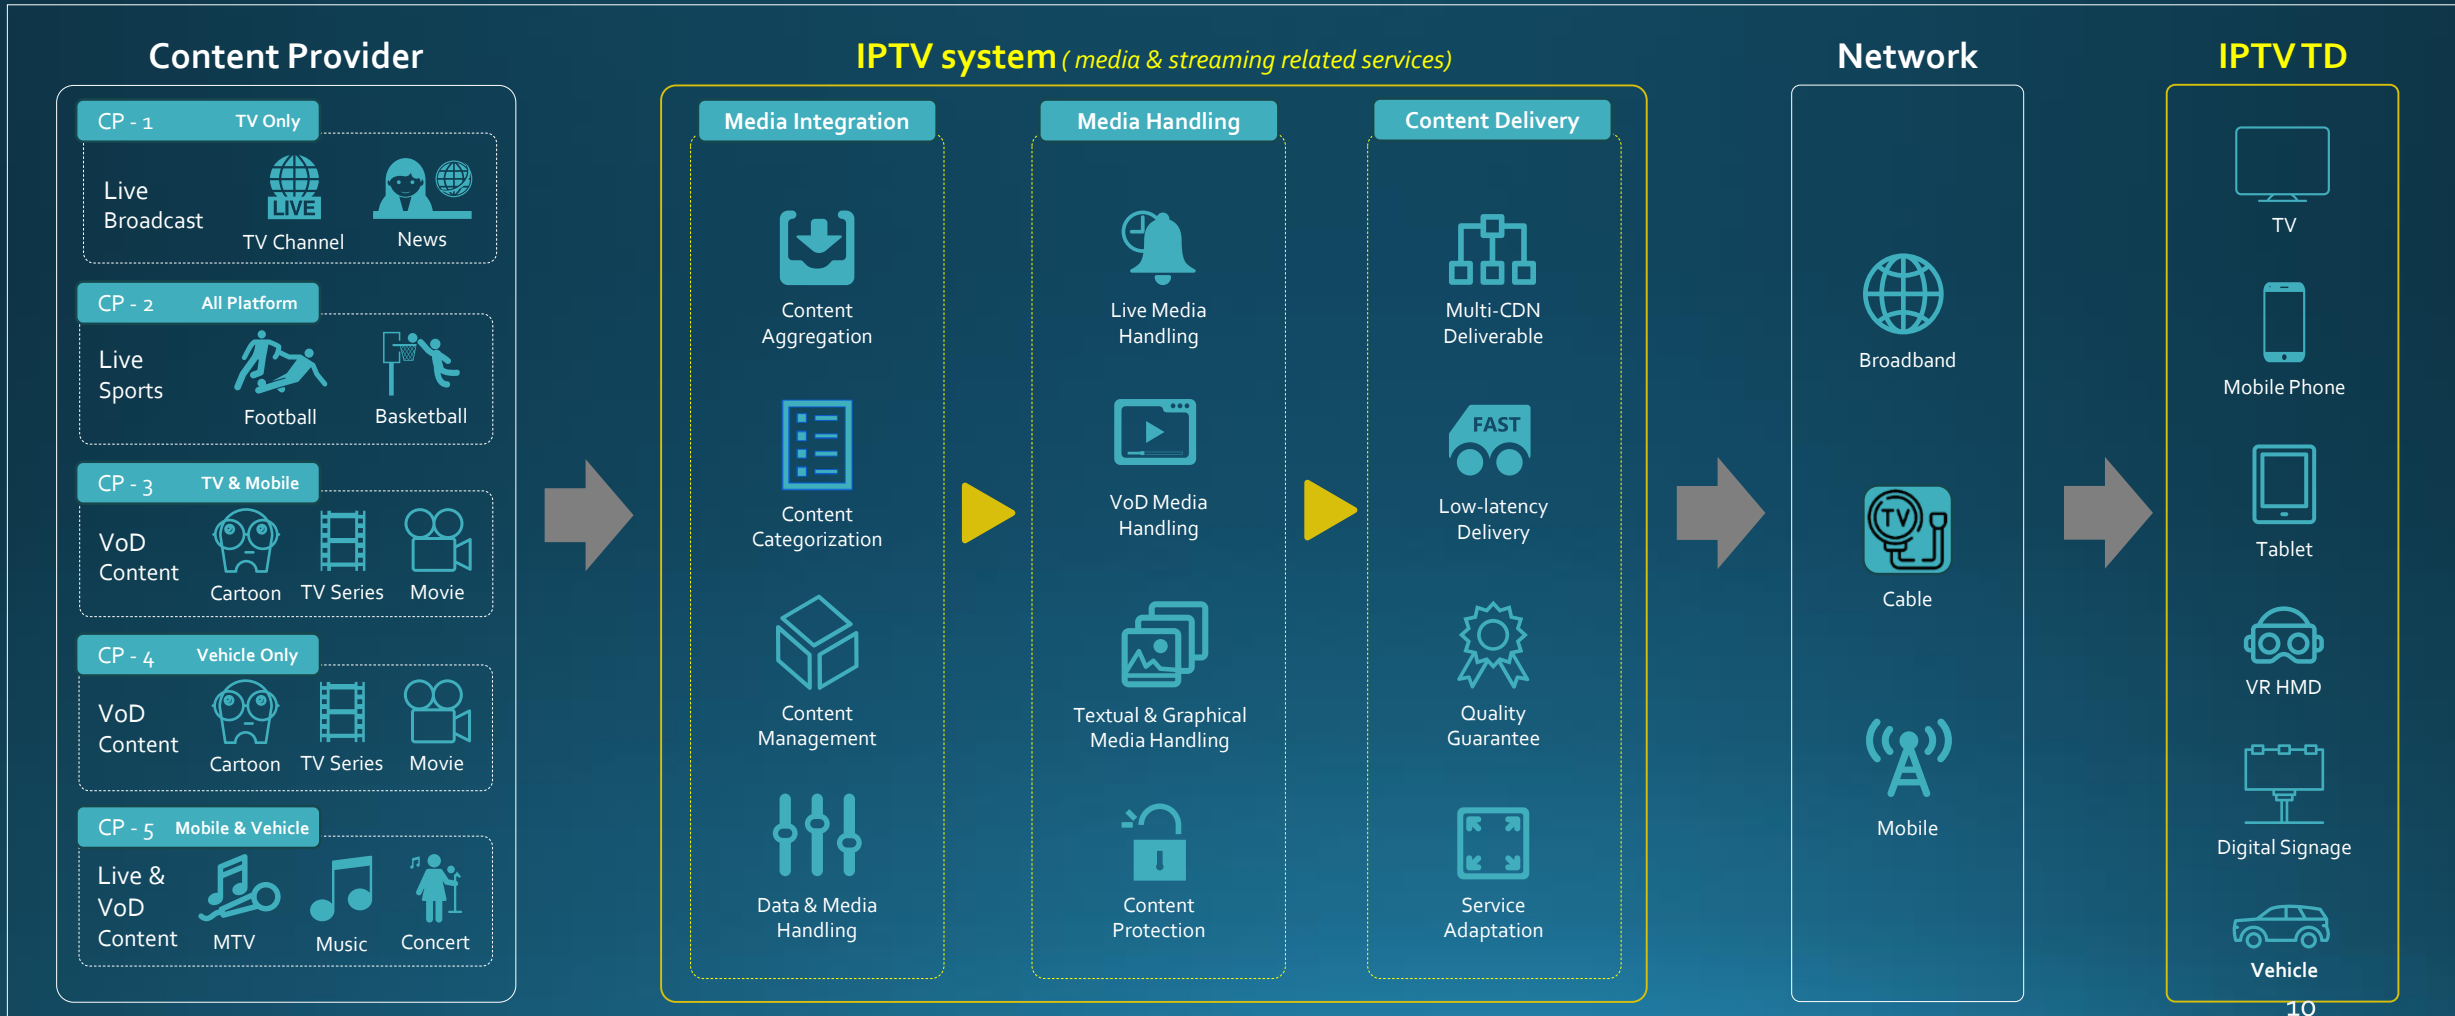 Content Provider
CP - 1 TV Only
Live
Broadcast
LIVE
TV Channel
News
CP - 2 All Platform
Live
Sports
Football
Basketball
CP - 3 TV & Mobile
VoD
Content
Cartoon
TV Series
Movie
CP - 4 Vehicle Only
VoD
Content
Cartoon
TV Series
Movie
CP - 5 Mobile & Vehicle
Live &
VoD
Content
MTV
Music
Concert
IPTV system ( media & streaming related services)
Media Integration
Content
Aggregation
Content
Categorization
Content
Management
Data & Media
Handling
Media Handling
Live Media
Handling
VoD Media
Handling
Textual & Graphical
Media Handling
Content
Protection
Content Delivery
Multi-CDN
Deliverable
FAST
Low-latency
Delivery
Quality
Guarantee
Service
Adaptation
Network
Broadband
TV
Cable
Mobile
IPTV TD
TV
Mobile Phone
Tablet
VR HMD
Digital Signage
Vehicle
10